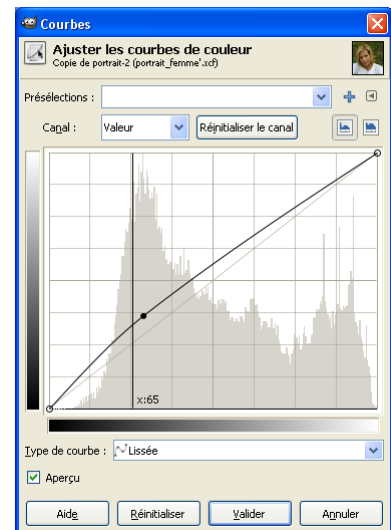 Courbes
Ajuster les courbes de couleur
Copie de portrait-2 (portrait_femme'.xcf)
Présélections :
Canal : Valeur Réinitialiser le canal
x:65
Type de courbe : Lissée
Aperçu
Aide Réinitialiser Valider Annuler